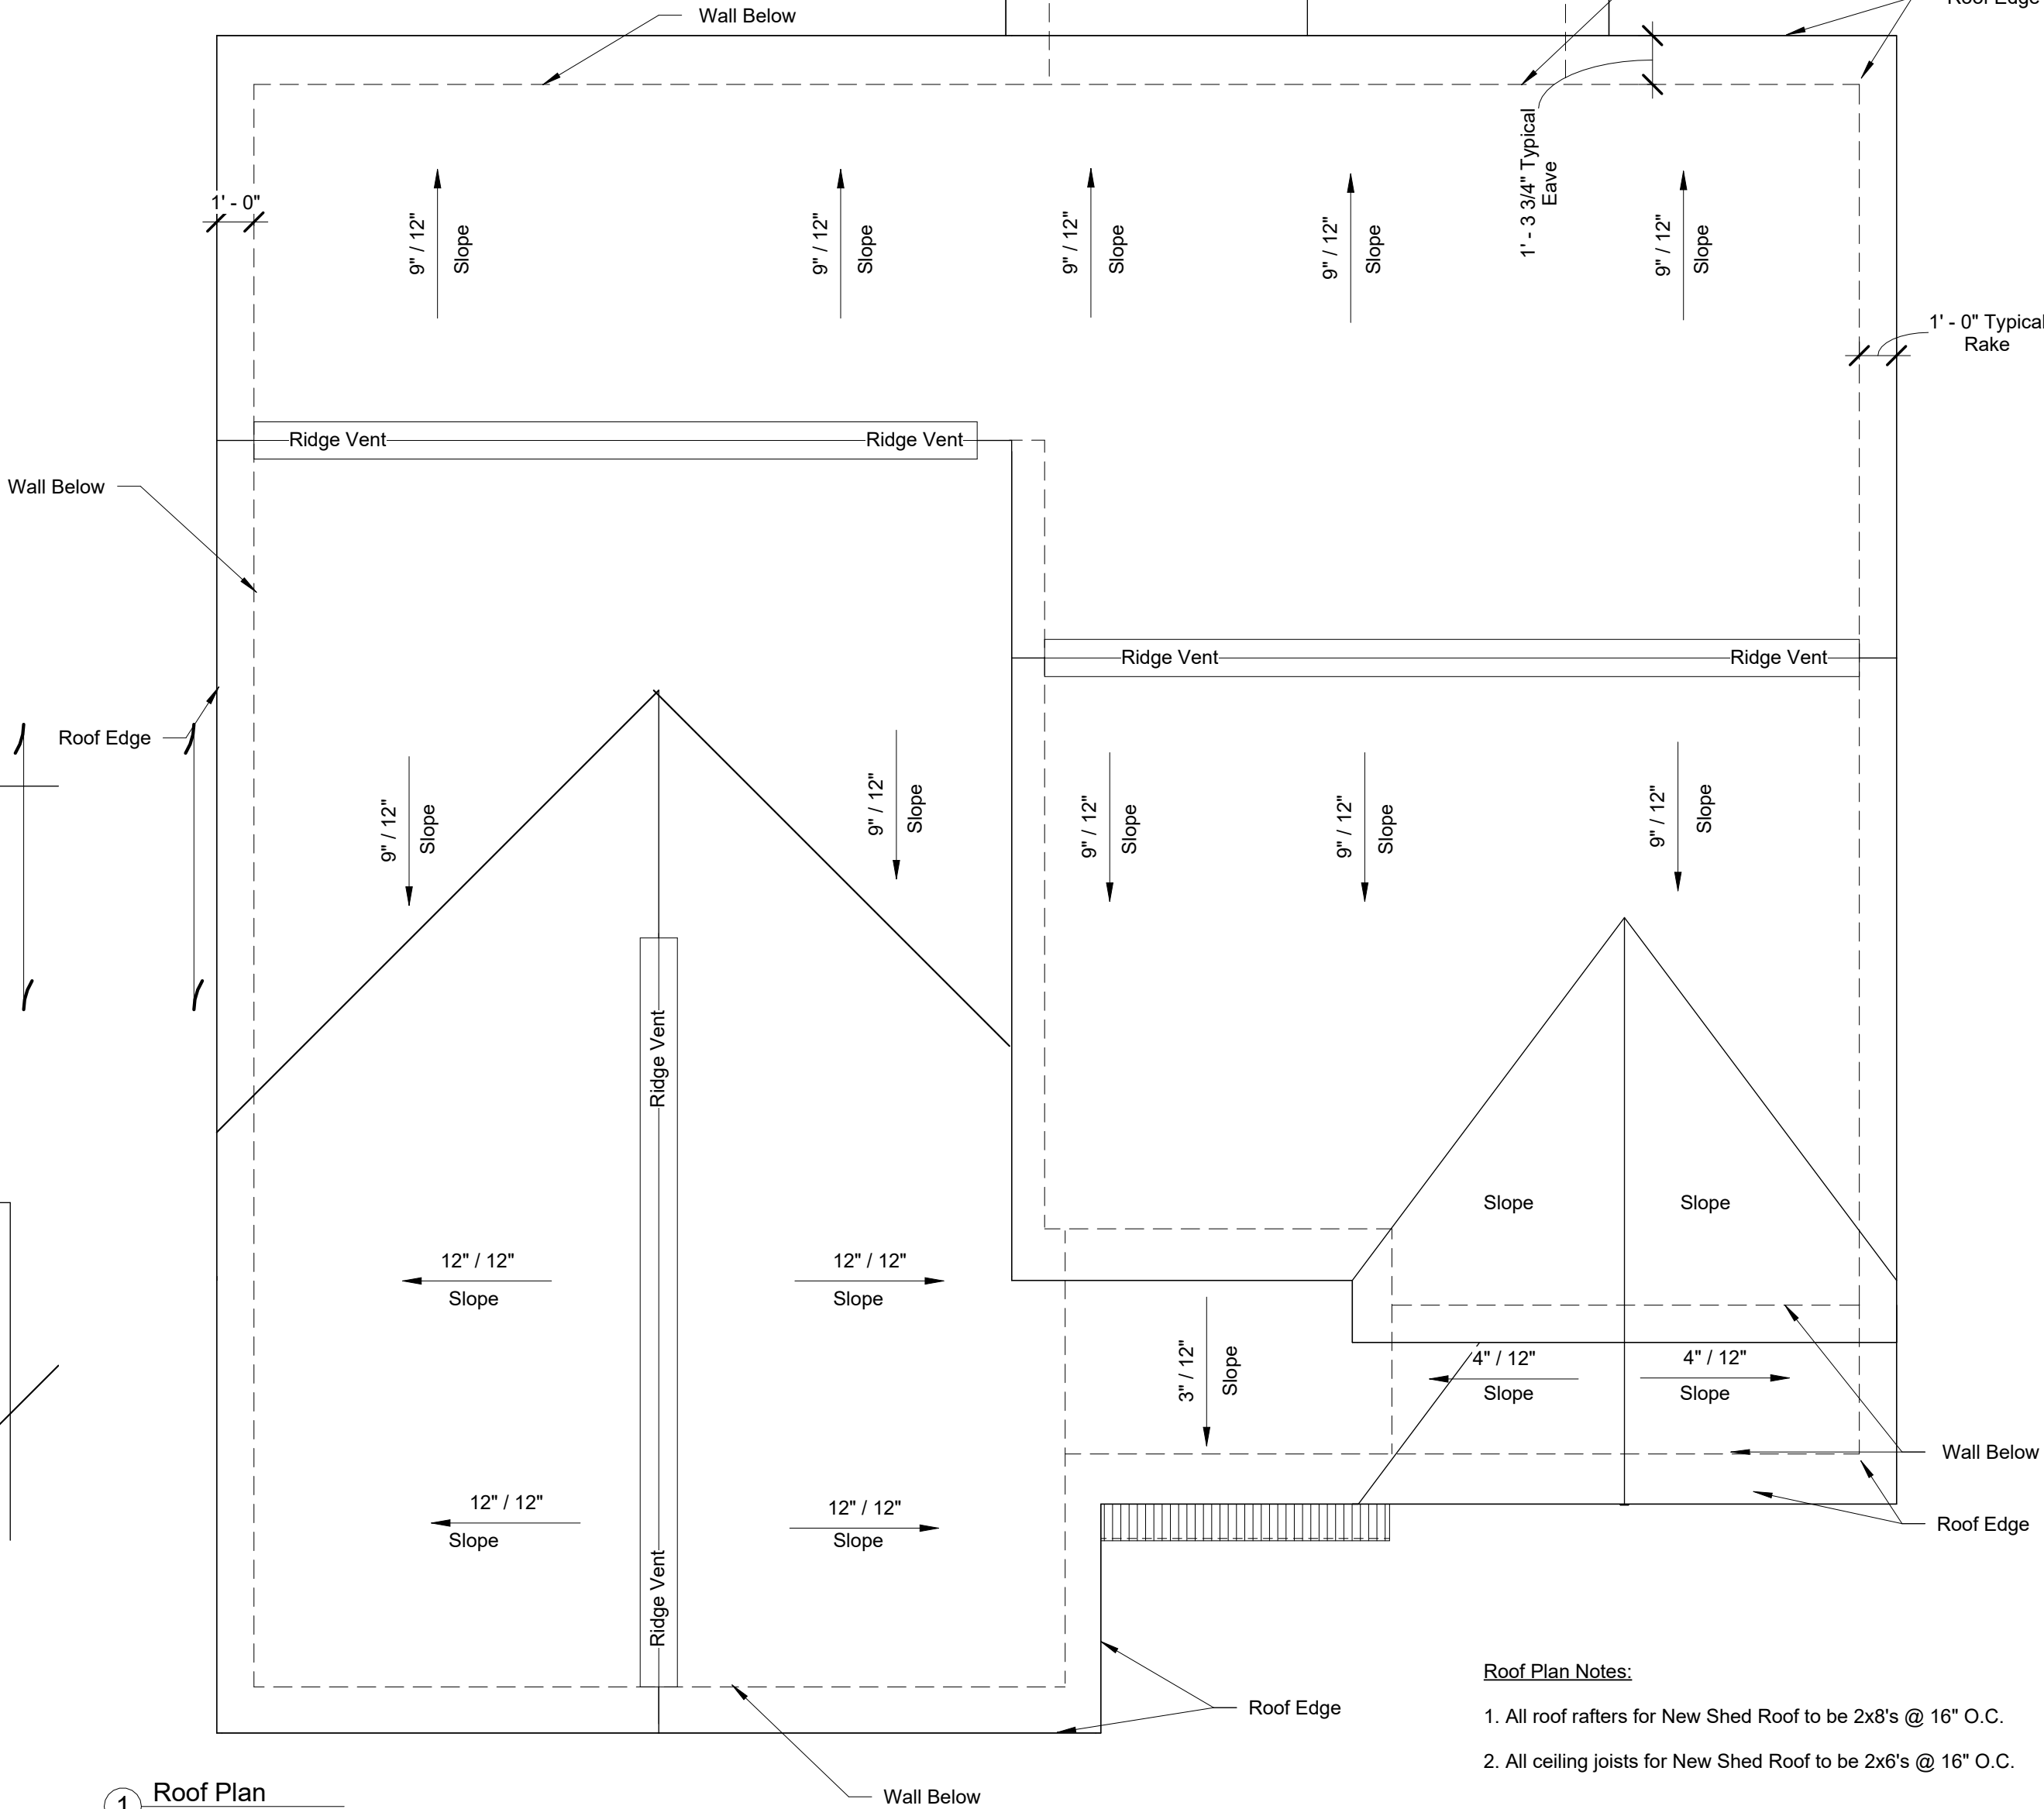 Roof Edge
Wall Below
1' - 3 3/4" Typical
Eave
1' - 0"
9" / 12"
Slope
9" / 12"
Slope
9" / 12"
Slope
9" / 12"
Slope
9" / 12"
Slope
1' - 0" Typical
Rake
Ridge Vent
Ridge Vent
Wall Below
Ridge Vent
Ridge Vent
Roof Edge
9" / 12"
Slope
9" / 12"
Slope
9" / 12"
Slope
9" / 12"
Slope
9" / 12"
Slope
Ridge Vent
Slope
Slope
12" / 12"
Slope
12" / 12"
Slope
3" / 12"
Slope
4" / 12"
Slope
4" / 12"
Slope
Wall Below
12" / 12"
Slope
12" / 12"
Slope
Roof Edge
Ridge Vent
Roof Edge
Roof Plan Notes:
1. All roof rafters for New Shed Roof to be 2x8's @ 16" O.C.
2. All ceiling joists for New Shed Roof to be 2x6's @ 16" O.C.
Wall Below
1 Roof Plan